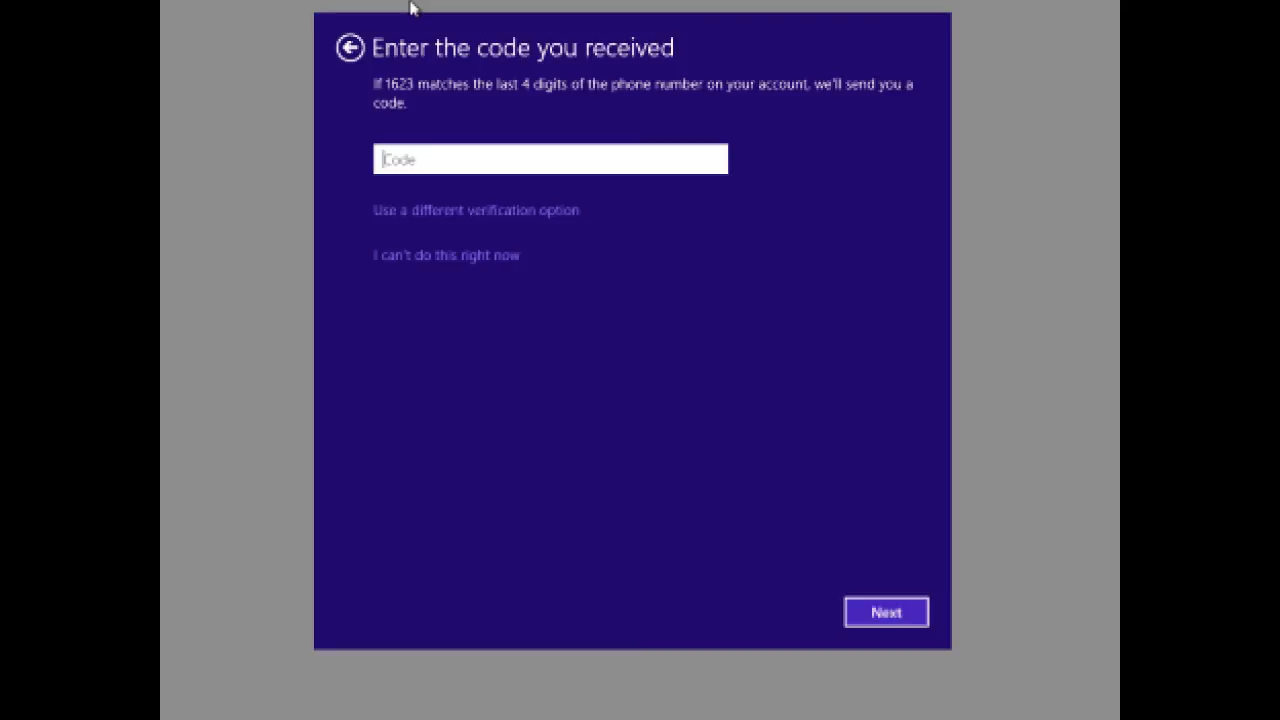 Enter the code you received
If 1623 matches the last 4 digits of the phone number on your account, we'll send you a
code.
Code
Use a different verification option
I can't do this right now
Next